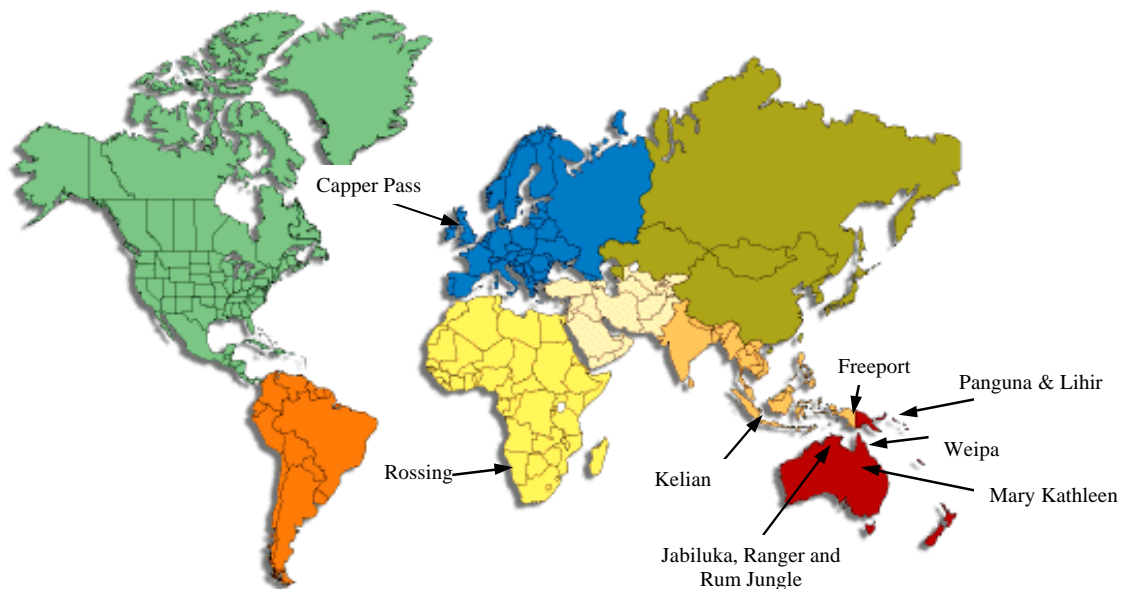 Capper Pass
Freeport
Panguna & Lihir
Weipa
Rossing
Kelian
Mary Kathleen
Jabiluka, Ranger and
Rum Jungle